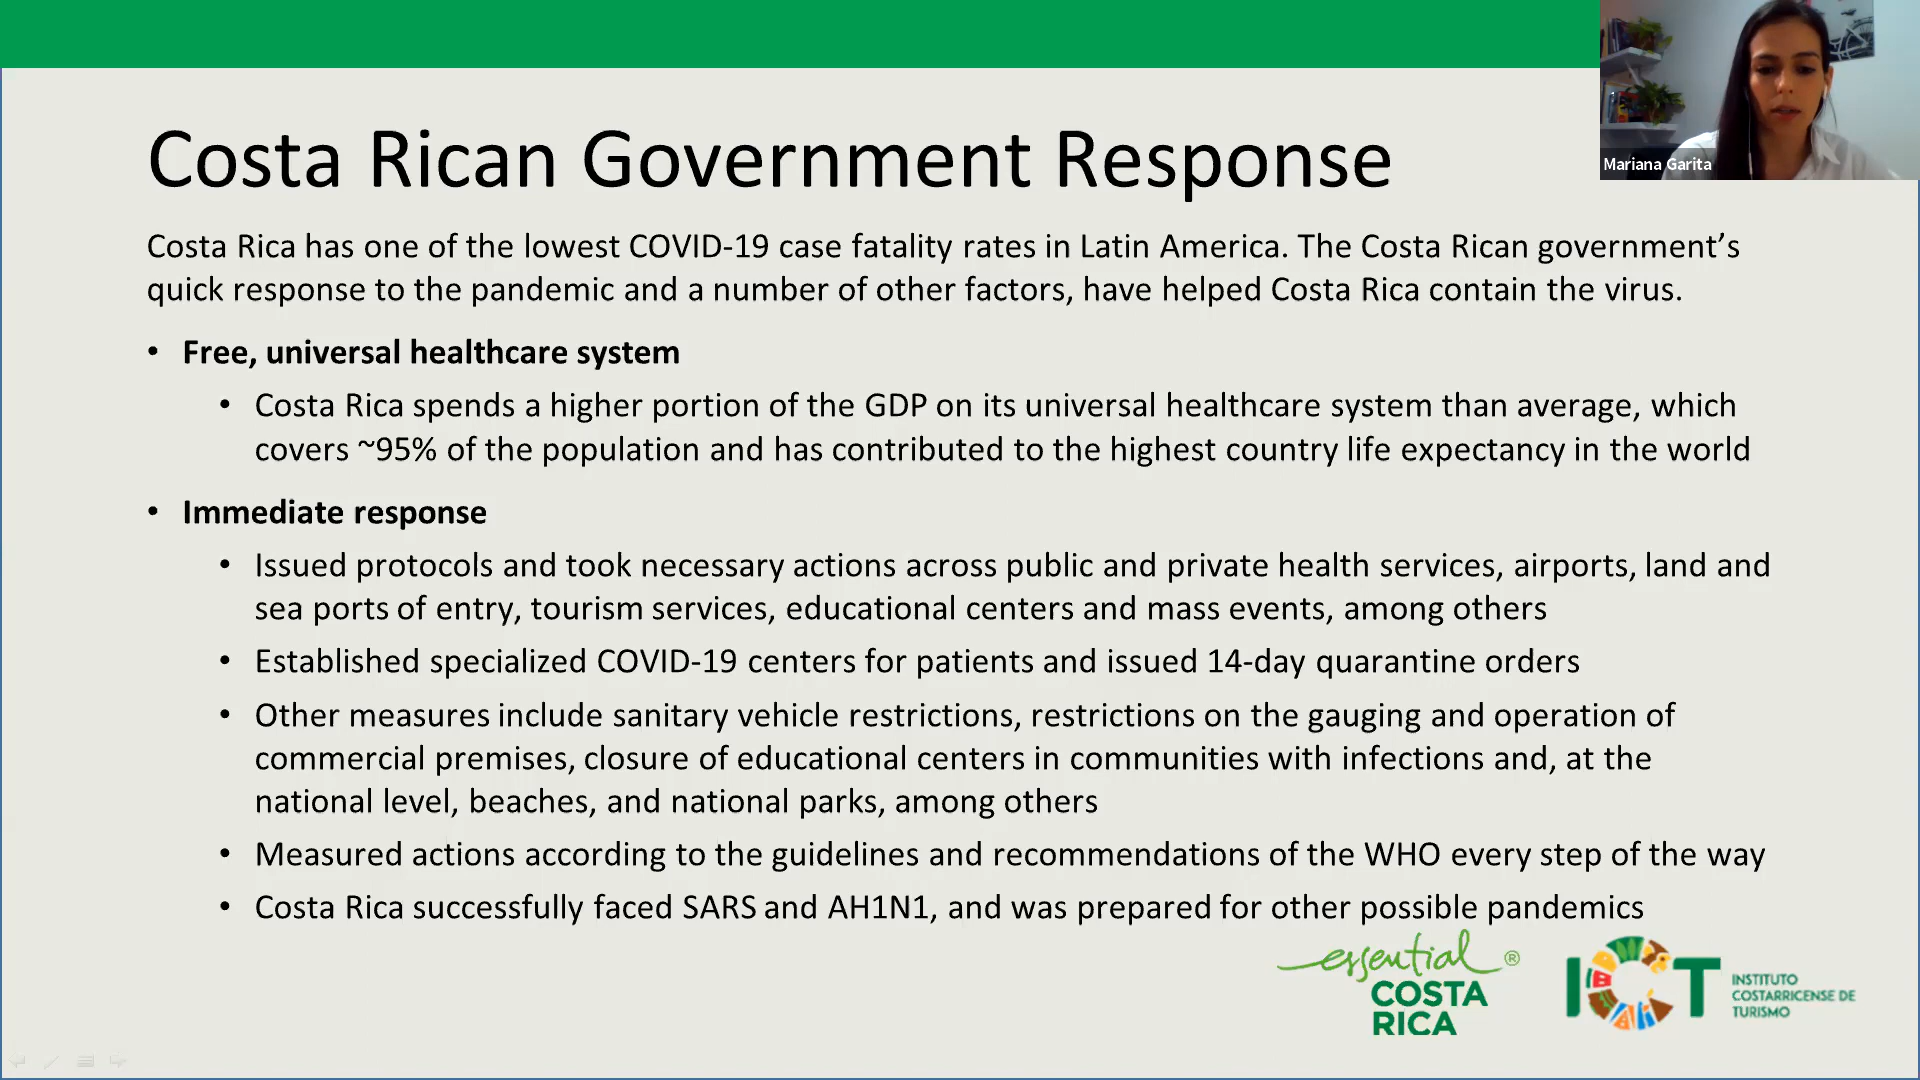 Mariana Garita
Costa Rican Government Response
Costa Rica has one of the lowest COVID-19 case fatality rates in Latin America. The Costa Rican government’s
quick response to the pandemic and a number of other factors, have helped Costa Rica contain the virus.
• Free, universal healthcare system
• Costa Rica spends a higher portion of the GDP on its universal healthcare system than average, which
covers ~95% of the population and has contributed to the highest country life expectancy in the world
• Immediate response
• Issued protocols and took necessary actions across public and private health services, airports, land and
sea ports of entry, tourism services, educational centers and mass events, among others
• Established specialized COVID-19 centers for patients and issued 14-day quarantine orders
• Other measures include sanitary vehicle restrictions, restrictions on the gauging and operation of
commercial premises, closure of educational centers in communities with infections and, at the
national level, beaches, and national parks, among others
• Measured actions according to the guidelines and recommendations of the WHO every step of the way
• Costa Rica successfully faced SARS and AH1N1, and was prepared for other possible pandemics
essential ®
COSTA
RICA
ICT
INSTITUTO
COSTARRICENSE DE
TURISMO